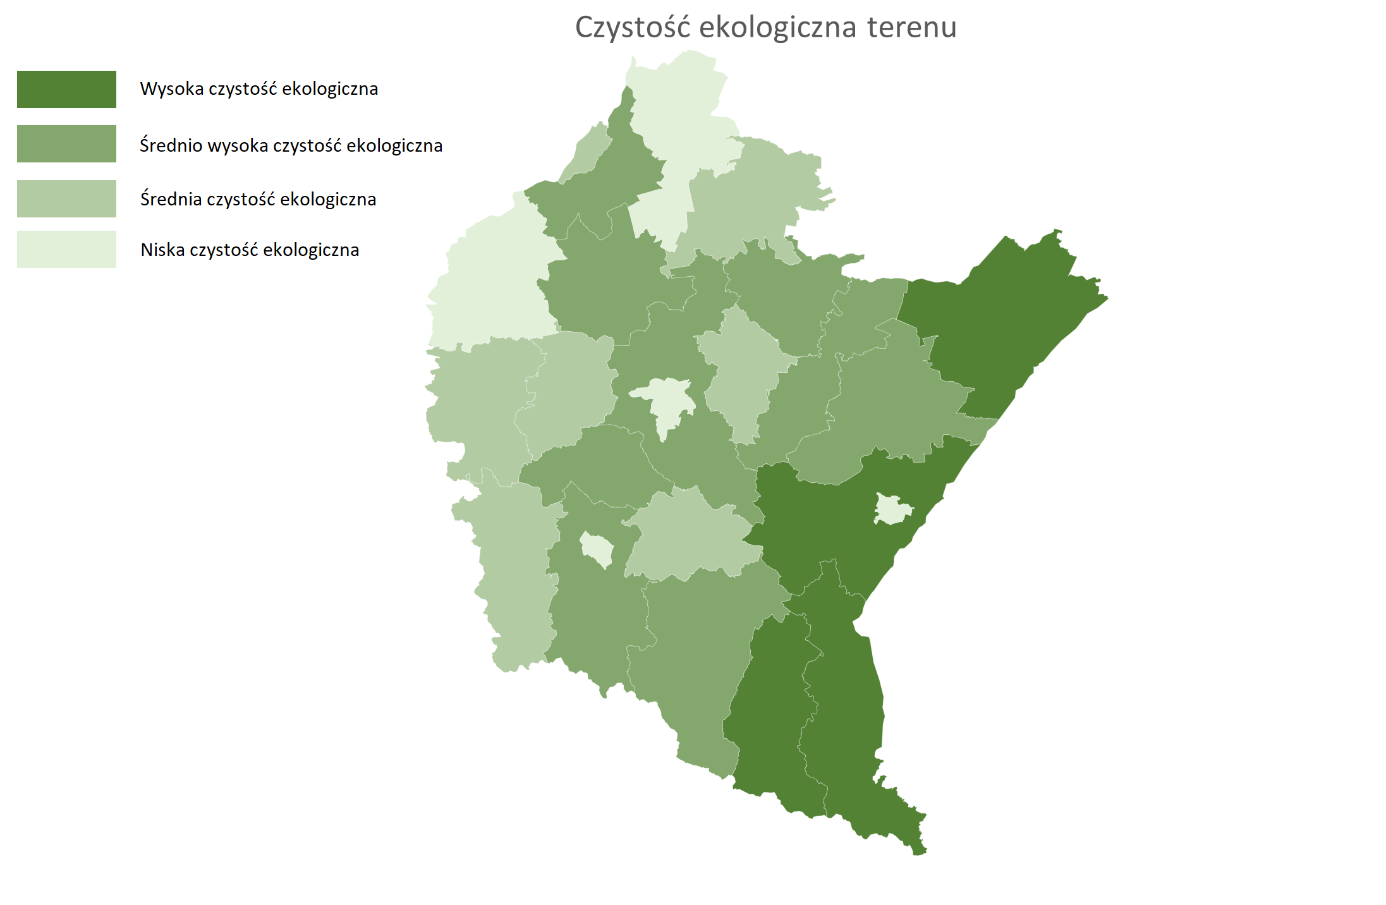 Czystość ekologiczna terenu
Wysoka czystość ekologiczna
Średnio wysoka czystość ekologiczna
Średnia czystość ekologiczna
Niska czystość ekologiczna